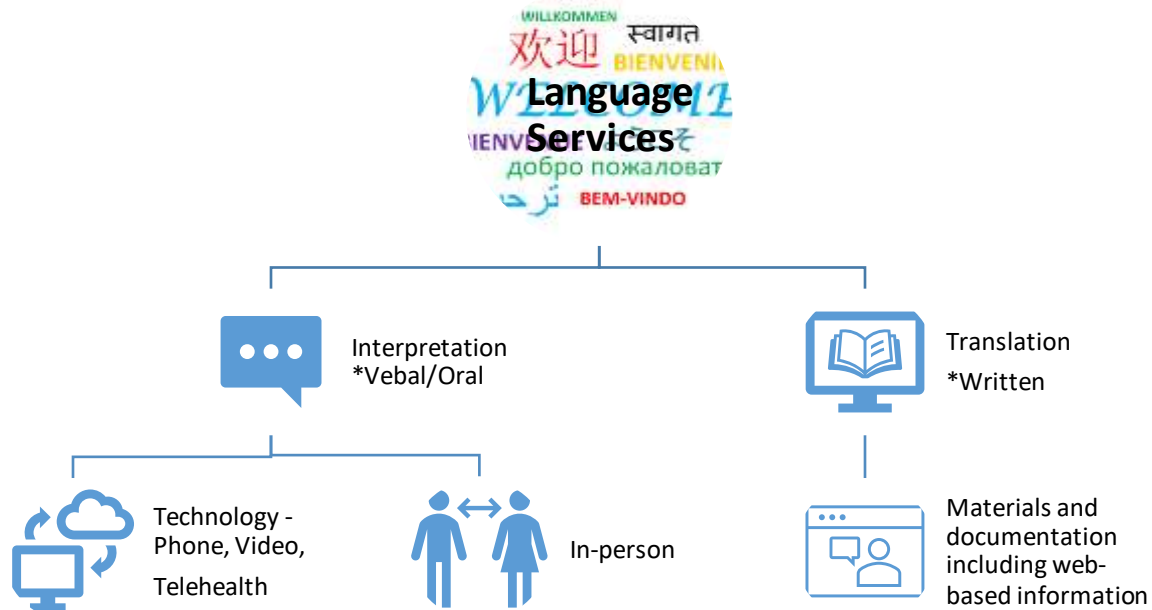 WILLKOMMEN
欢迎 स्वागत
BIENVENI
WELCOME
Language
Services
добро пожаловат
BEM-VINDO
Interpretation
*Vebal/Oral
Translation
*Written
Technology -
Phone, Video,
Telehealth
In-person
Materials and
documentation
including web-
based information